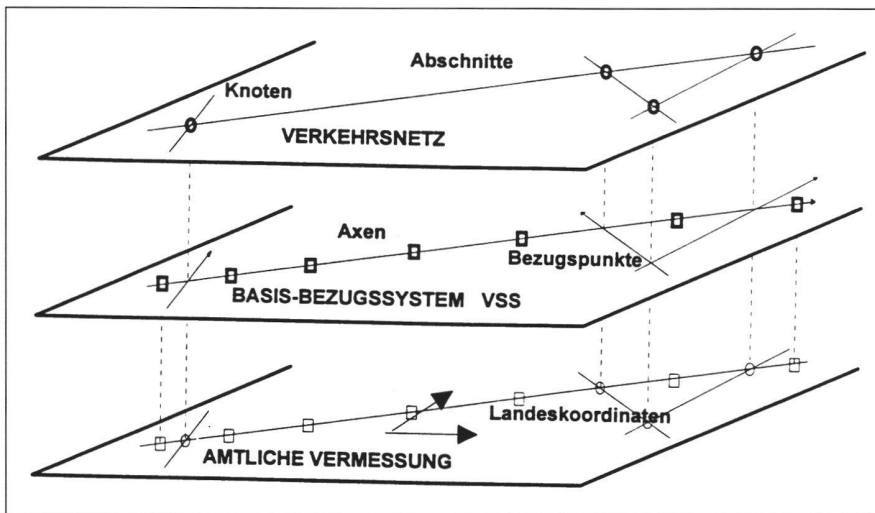 Abschnitte
Knoten
VERKEHRSNETZ
Axen
Bezugspunkte
BASIS-BEZUGSSYSTEM VSS
Landeskoordinaten
AMTLICHE VERMESSUNG